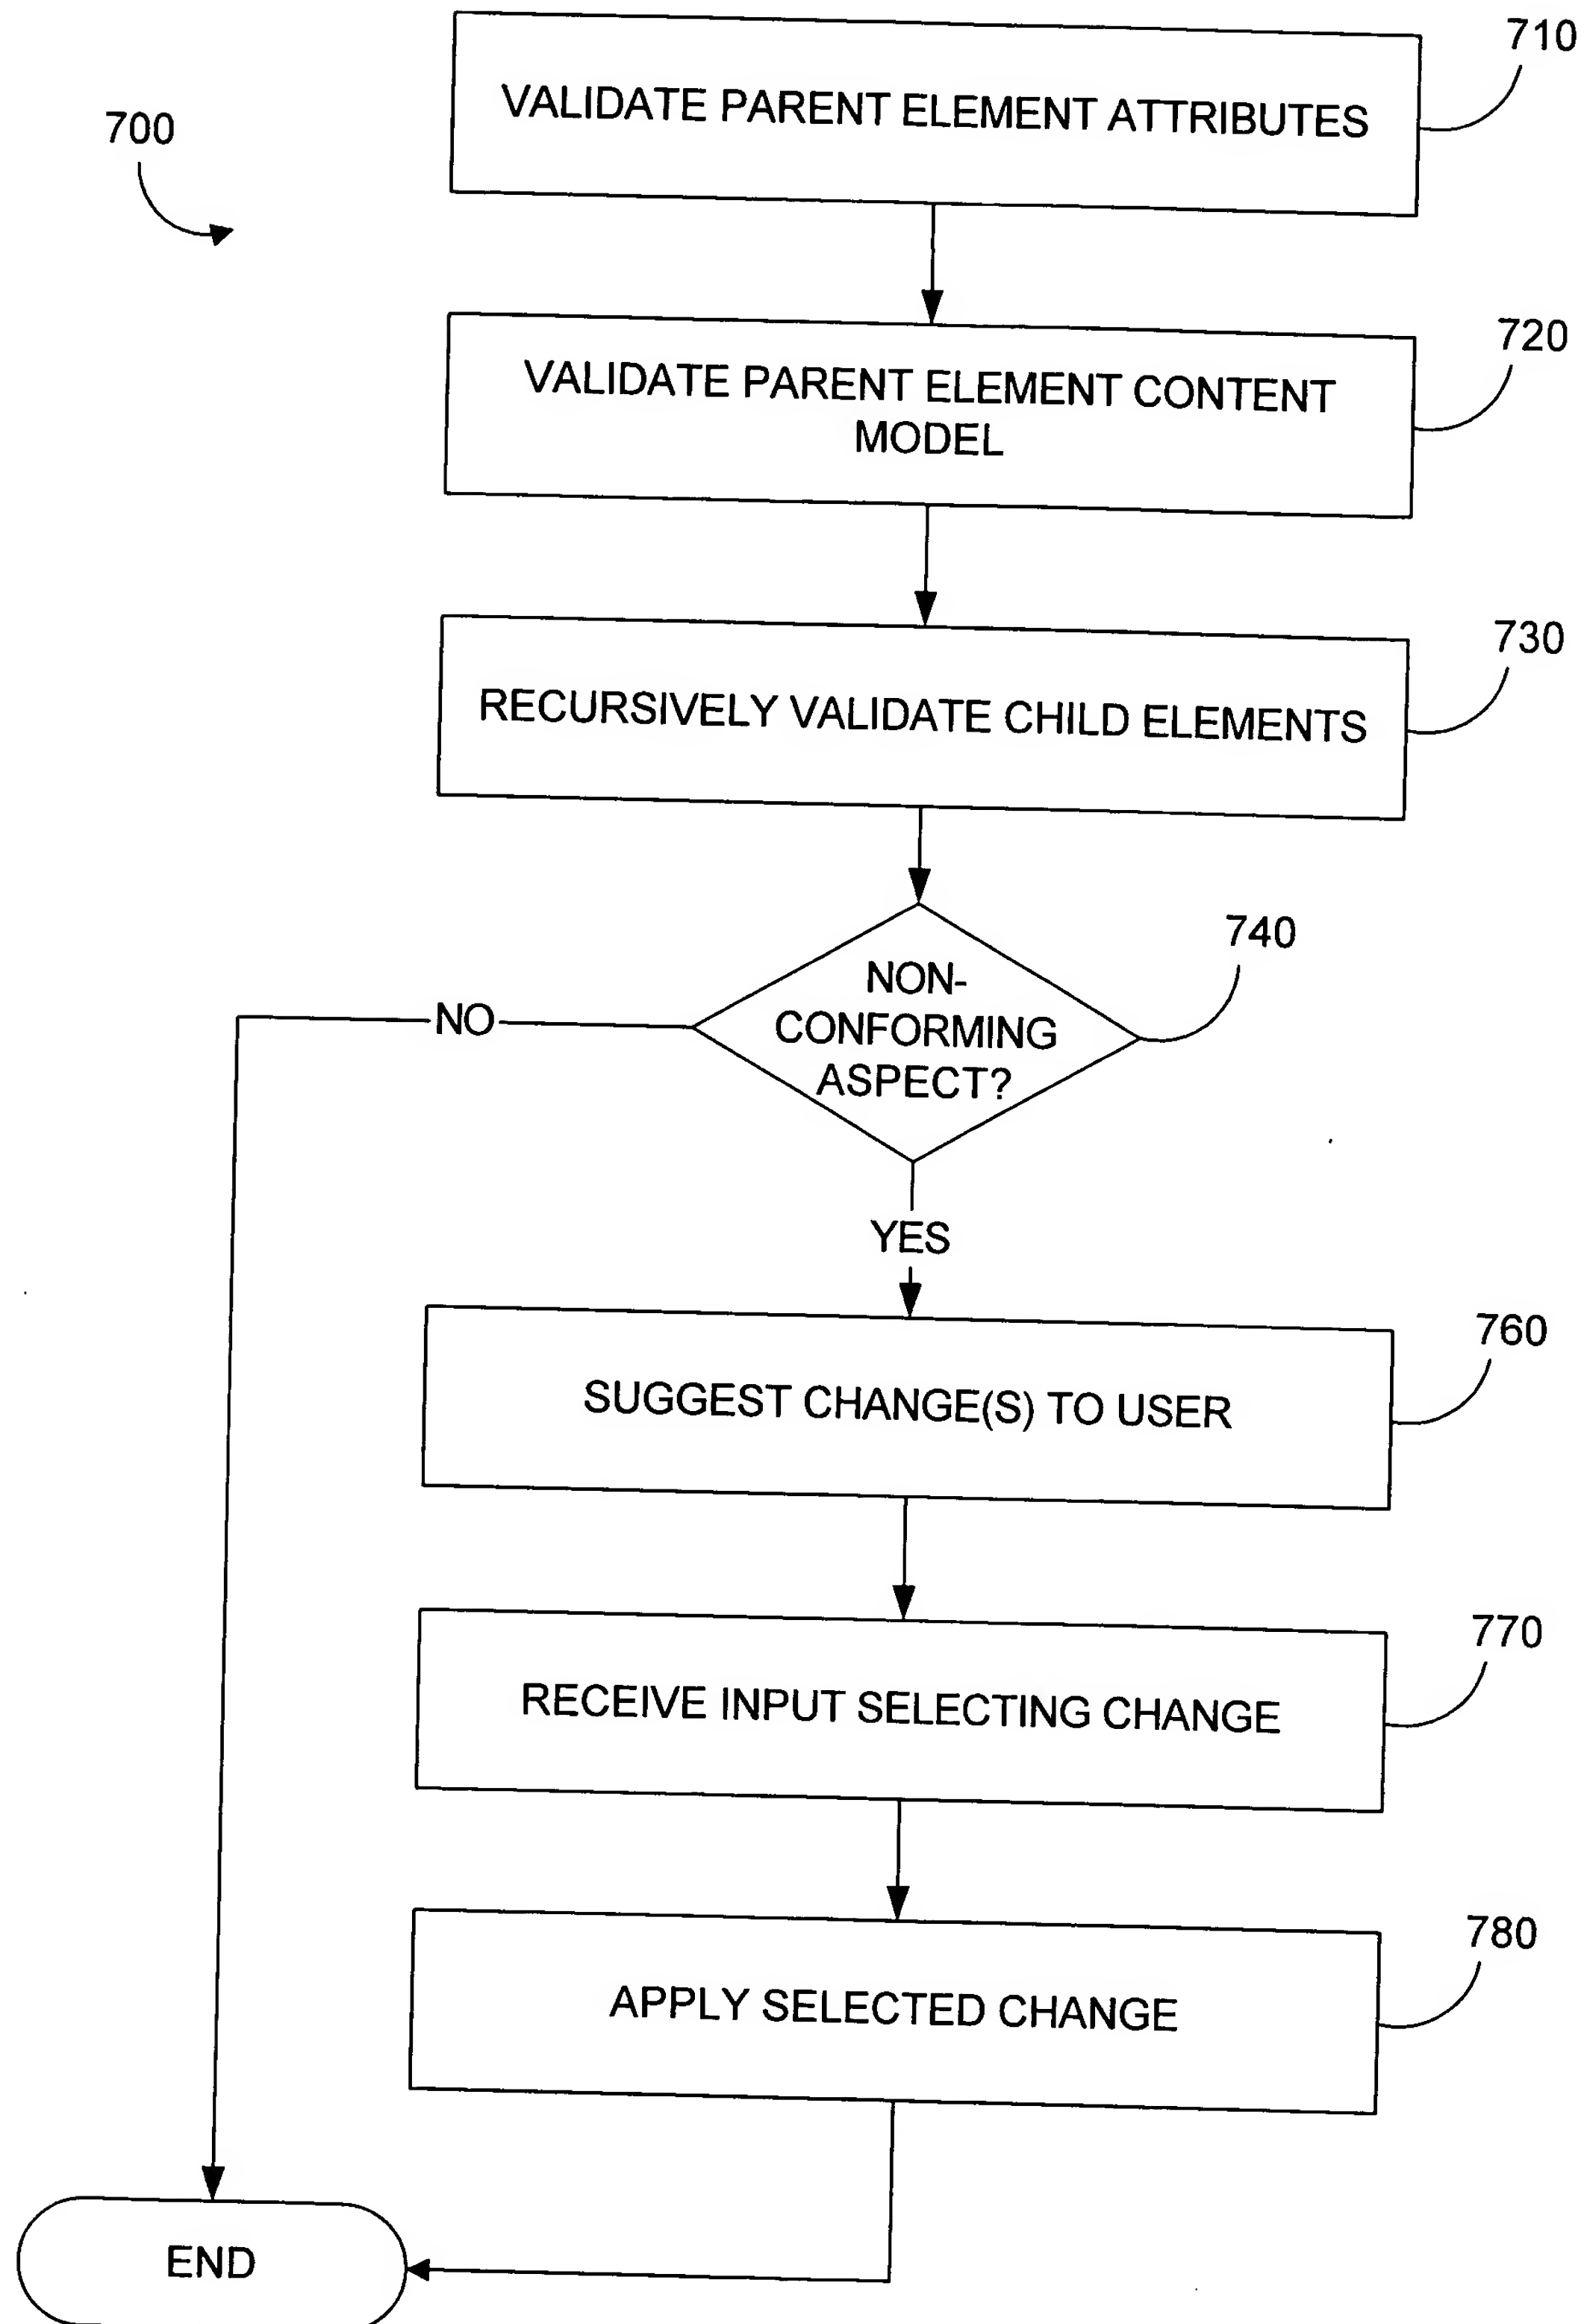 710
VALIDATE PARENT ELEMENT ATTRIBUTES
700
720
VALIDATE PARENT ELEMENT CONTENT
MODEL
730
RECURSIVELY VALIDATE CHILD ELEMENTS
740
NON-
CONFORMING
ASPECT?
NO
YES
760
SUGGEST CHANGE(S) TO USER
770
RECEIVE INPUT SELECTING CHANGE
780
APPLY SELECTED CHANGE
END